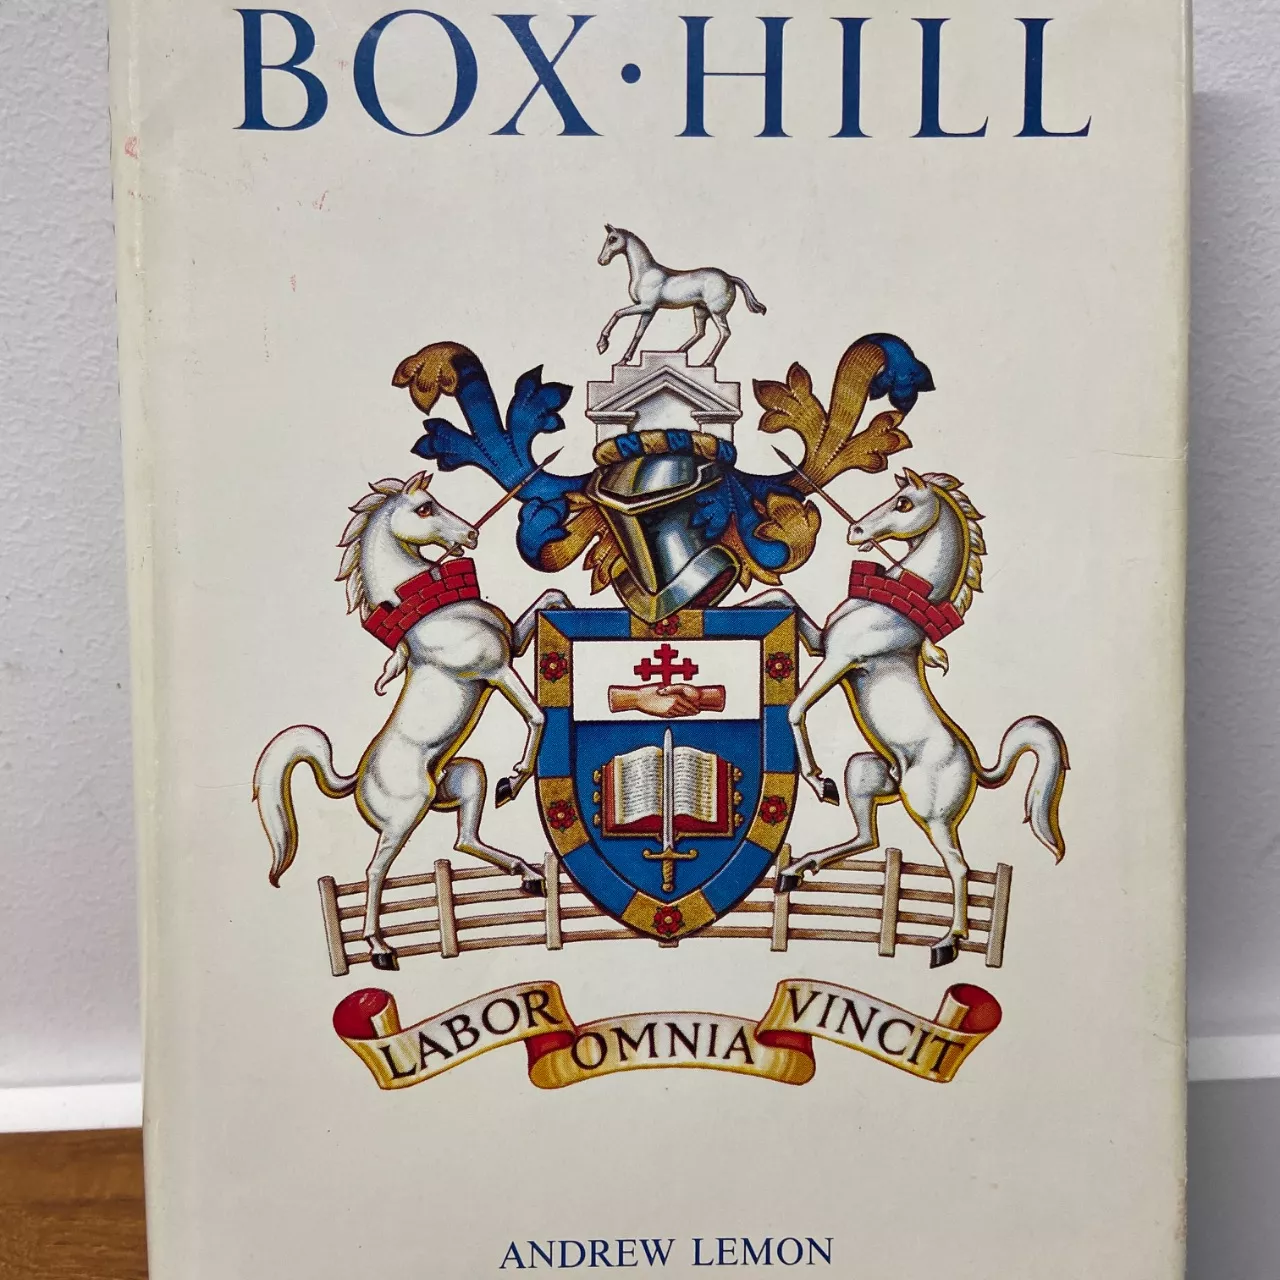 BOX·HILL
LABOR OMNIA VINCIT
ANDREW LEMON